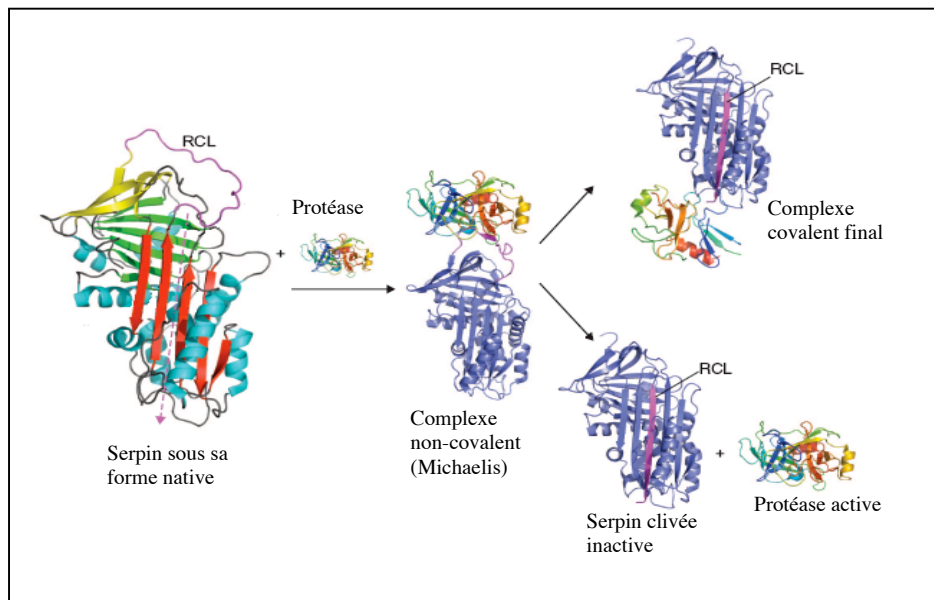 RCL
Serpin sous sa
forme native
Protéase
+
Complexe
non-covalent
(Michaelis)
RCL
Complexe
covalent final
RCL
Serpin clivée
inactive
+
Protéase active